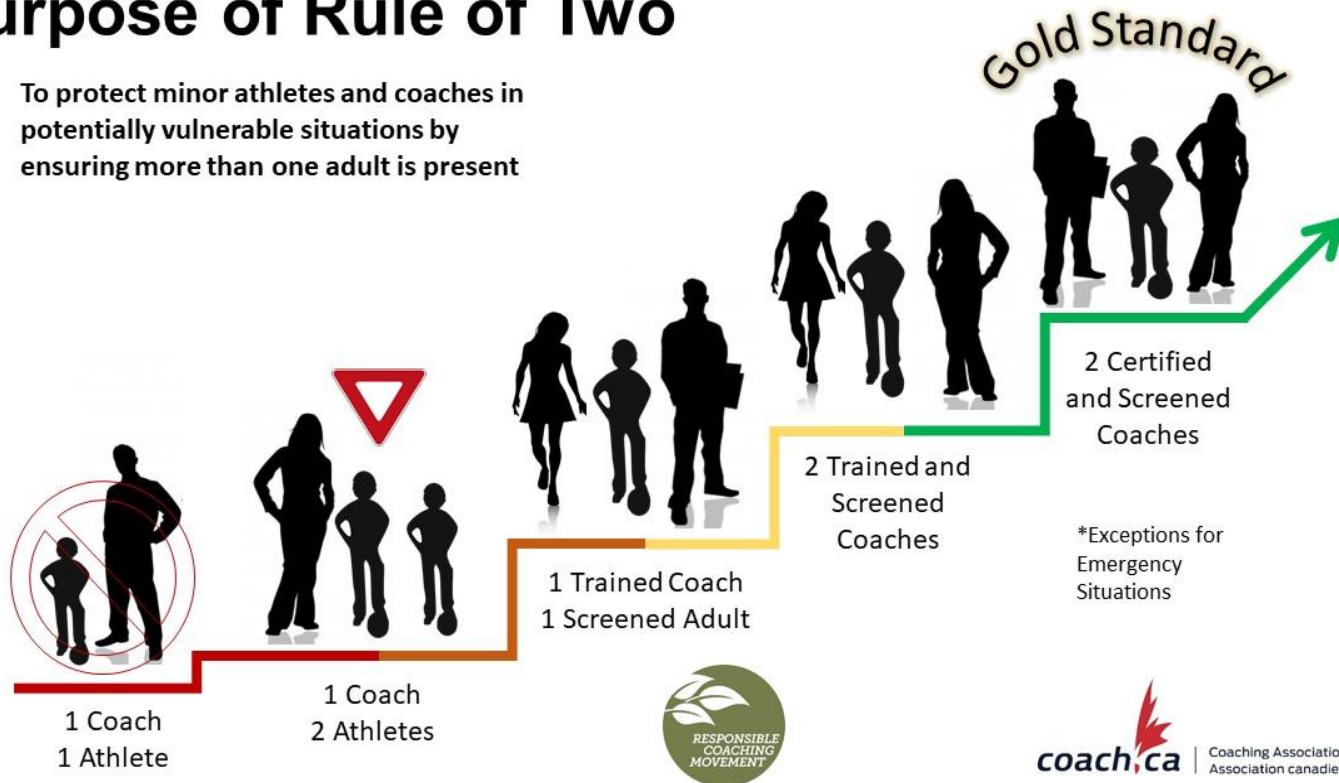 urpose of Rule of Two
To protect minor athletes and coaches in
potentially vulnerable situations by
ensuring more than one adult is present
Gold Standard
2 Certified
and Screened
Coaches
2 Trained and
Screened
Coaches
*Exceptions for
Emergency
Situations
1 Trained Coach
1 Screened Adult
1 Coach
2 Athletes
1 Coach
1 Athlete
RESPONSIBLE
COACHING
MOVEMENT
coach.ca
Coaching Associatio
Association canadie